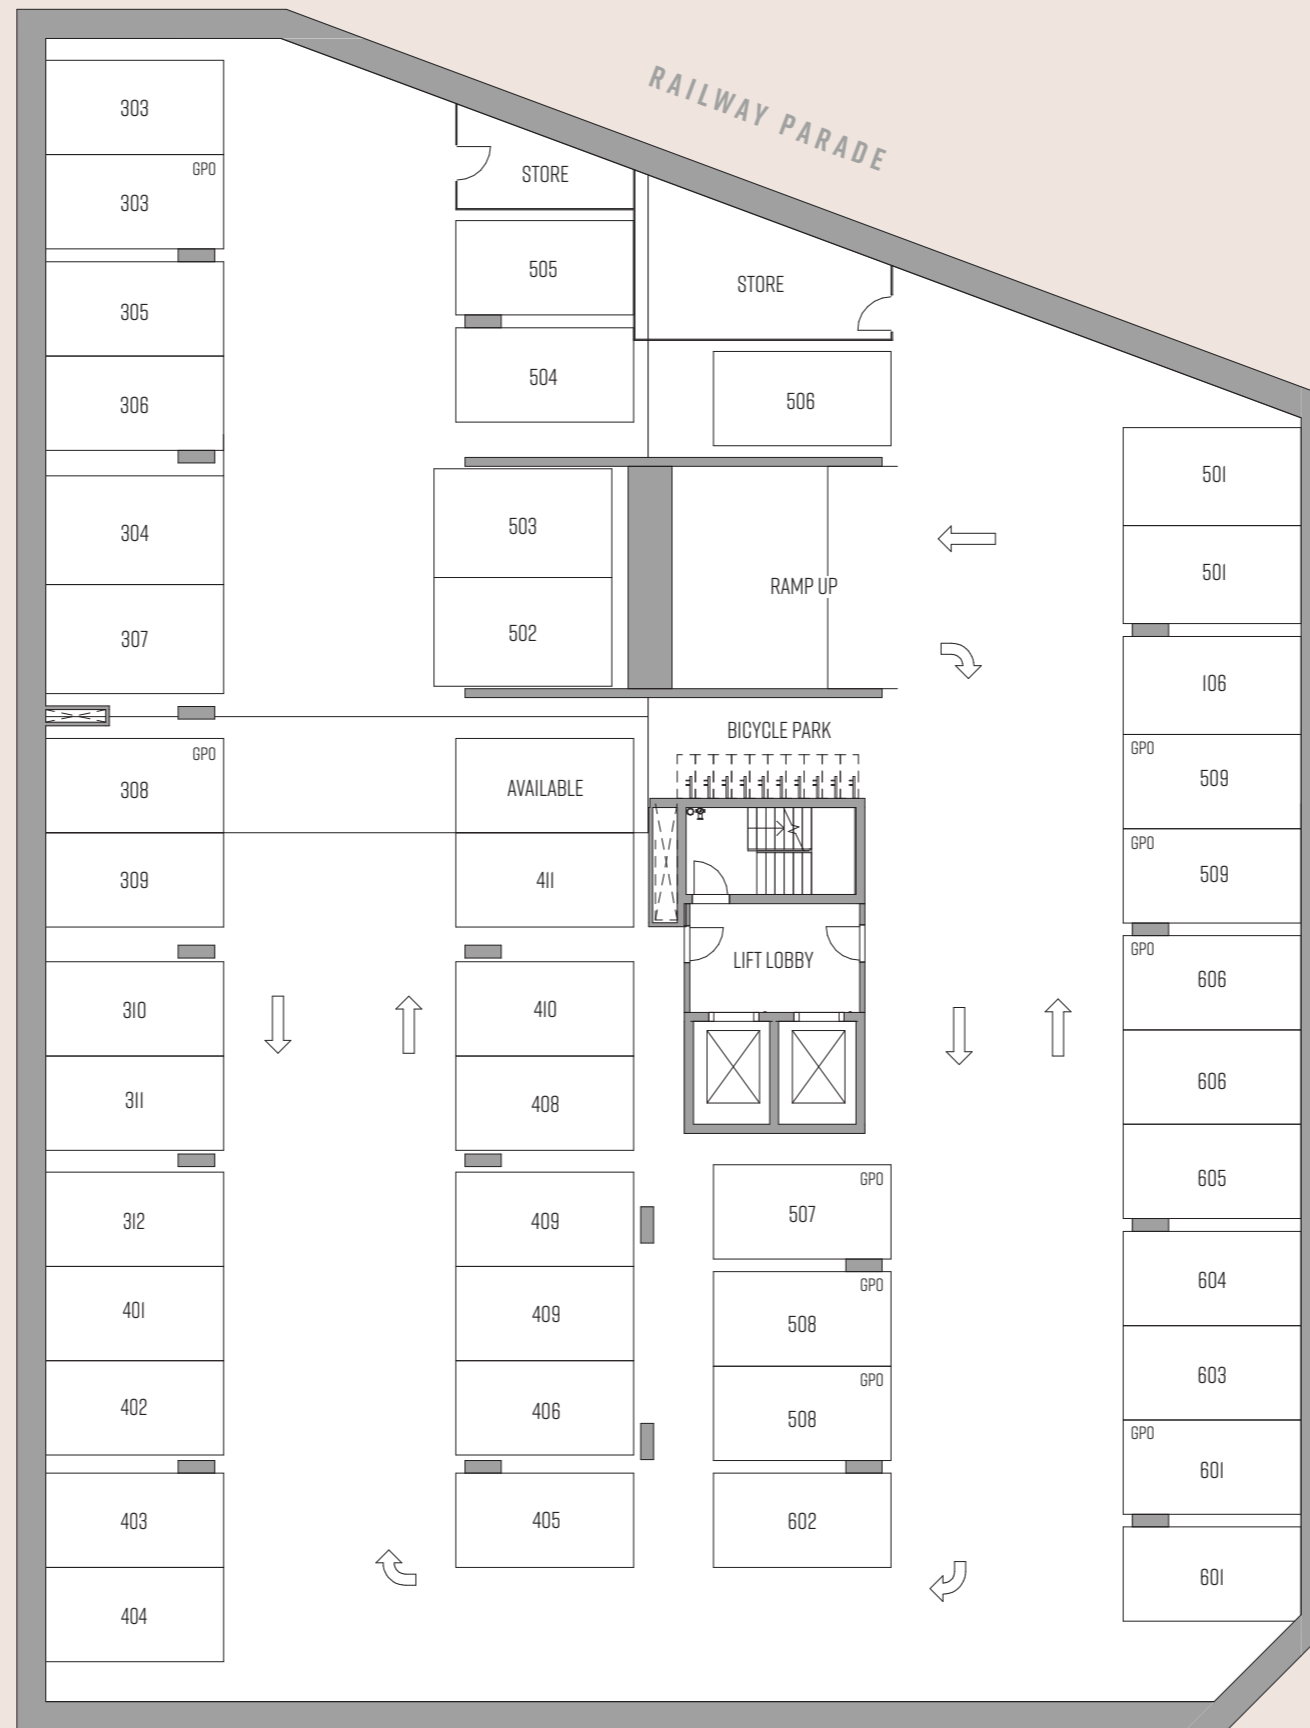 RAILWAY PARADE
303
GPO
303
305
306
304
307
GPO
308
309
310
311
312
401
402
403
404
STORE
505
504
503
502
AVAILABLE
411
410
408
409
409
406
405
STORE
506
RAMP UP
BICYCLE PARK
LIFT LOBBY
GPO
507
GPO
508
GPO
508
602
501
501
106
GPO
509
GPO
509
GPO
606
606
605
604
603
GPO
601
601